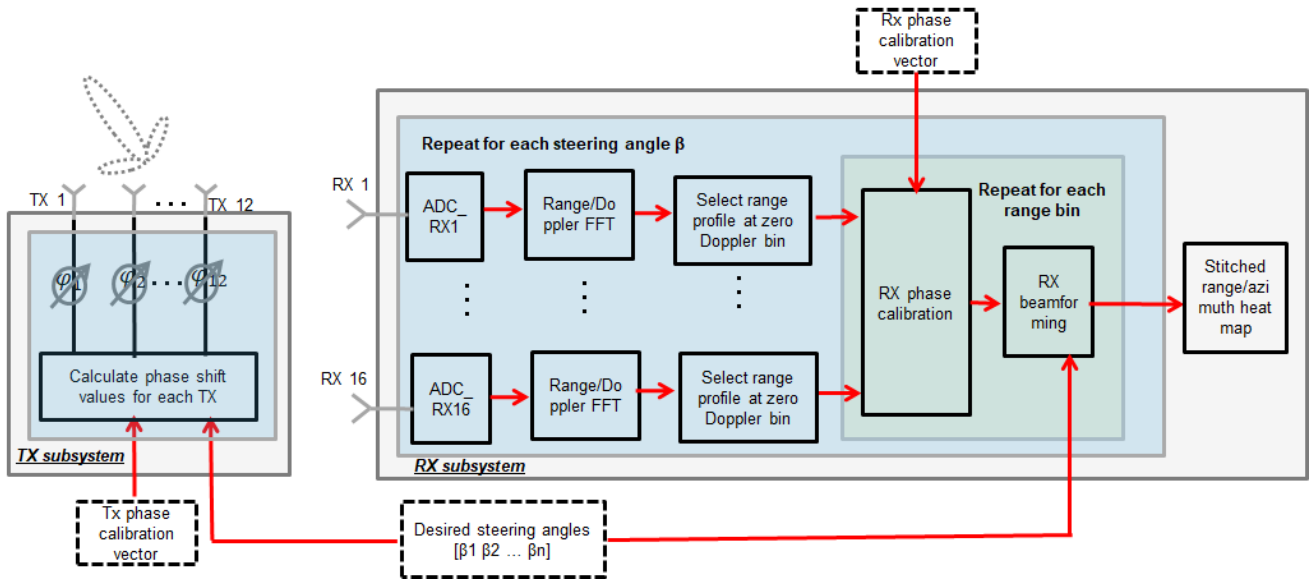 Rx phase
calibration
vector
Repeat for each steering angle β
Repeat for each
range bin
TX 1
. . .
TX 12
φ1
φ2
. . .
φ12
Calculate phase shift
values for each TX
TX subsystem
Tx phase
calibration
vector
RX 1
ADC_
RX1
Range/Do
ppler FFT
Select range
profile at zero
Doppler bin
RX phase
calibration
RX
beamfor
ming
Stitched
range/azi
muth heat
map
RX 16
ADC_
RX16
Range/Do
ppler FFT
Select range
profile at zero
Doppler bin
RX subsystem
Desired steering angles
[β1 β2 … βn]